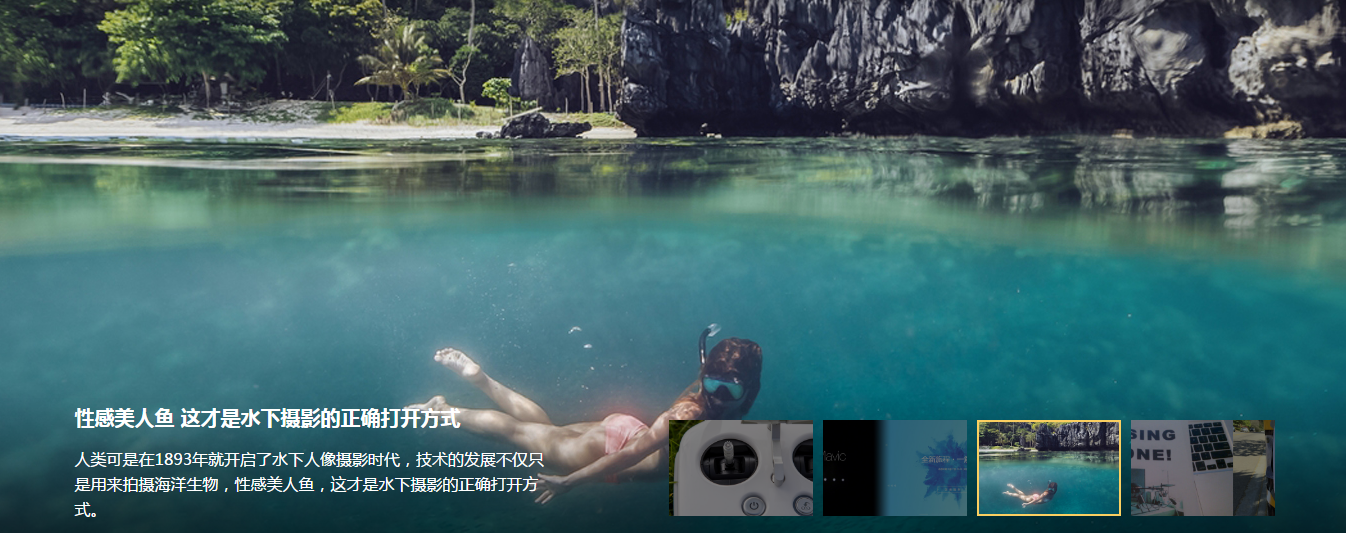 性感美人鱼 这才是水下摄影的正确打开方式
人类可是在1893年就开启了水下人像摄影时代，技术的发展不仅只
是用来拍摄海洋生物，性感美人鱼，这才是水下摄影的正确打开方
式。
Mavic
SING
ONE!